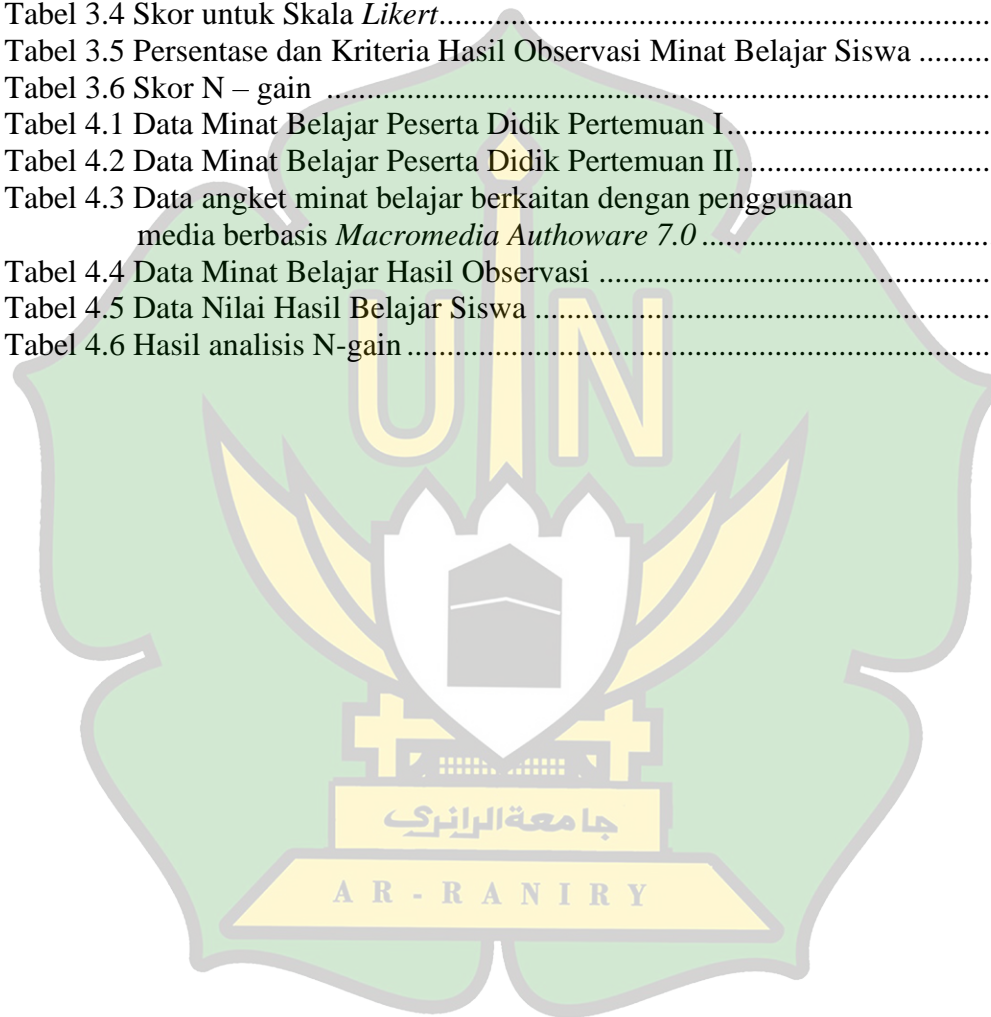 Tabel 3.4 Skor untuk Skala Likert.......................................................................
Tabel 3.5 Persentase dan Kriteria Hasil Observasi Minat Belajar Siswa .........
Tabel 3.6 Skor N – gain ....................................................................................
Tabel 4.1 Data Minat Belajar Peserta Didik Pertemuan I.................................
Tabel 4.2 Data Minat Belajar Peserta Didik Pertemuan II................................
Tabel 4.3 Data angket minat belajar berkaitan dengan penggunaan
media berbasis Macromedia Authoware 7.0 ....................................
Tabel 4.4 Data Minat Belajar Hasil Observasi .................................................
Tabel 4.5 Data Nilai Hasil Belajar Siswa .........................................................
Tabel 4.6 Hasil analisis N-gain .........................................................................
UIN
جامعة الرانري
AR-RANIRY